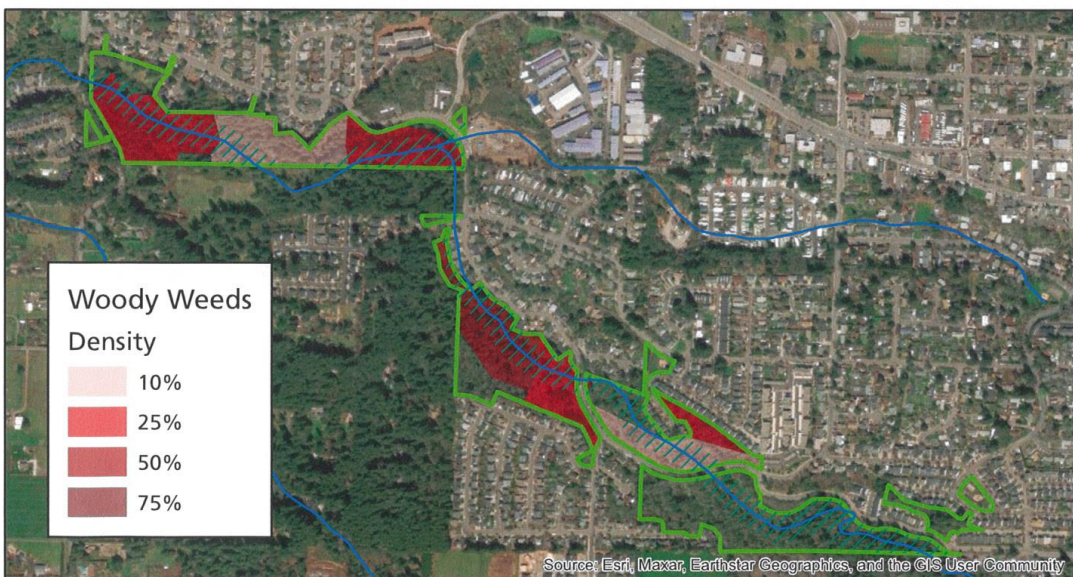 Woody Weeds
Density
10%
25%
50%
75%
Source: Esri, Maxar, Earthstar Geographics, and the GIS User Community